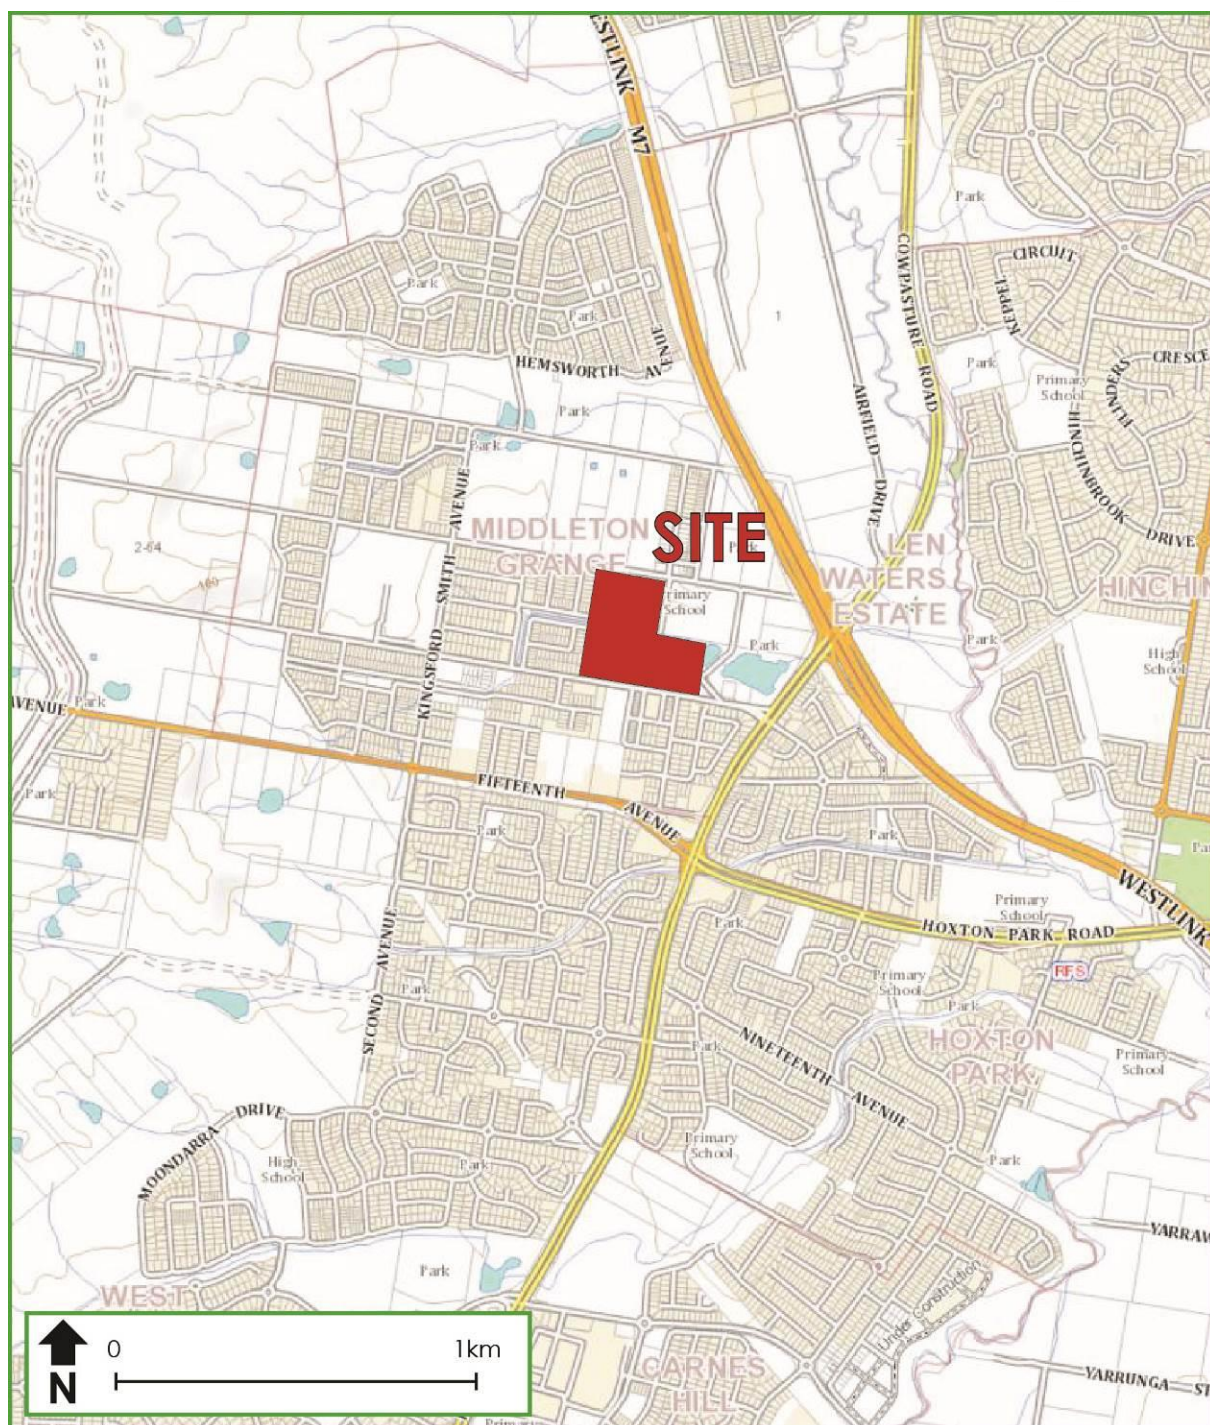 WESTLINK M7
Park
COWPASTURE ROAD
CIRCUIT
KEPPEL
Park
Park
1
HEMSWORTH AVENUE
Park
CRESCE
Primary
School
FLINDERS
HINCHINBROOK DRIVE
AIRFIELD DRIVE
Park
Park
KINGSFORD SMITH AVENUE
MIDDLETON
GRANGE
SITE
Park
2-64
160
LEN
WATERS
ESTATE
HINCHIN
Primary
School
Park
Park
High
School
Park
AVENUE
FIFTEENTH AVENUE
Park
Park
Park
WESTLINK
Primary
School
HOXTON PARK ROAD
Park
RFS
Primary
School
Park
SECOND AVENUE
Park
NINETEENTH AVENUE
Park
HOXTON
PARK
Primary
School
MOONDARRA DRIVE
High
School
Park
Primary
School
Park
YARRAW
Park
Under Construction
WEST
CARNES
HILL
YARRUNGA ST
Primary
N
0 1km